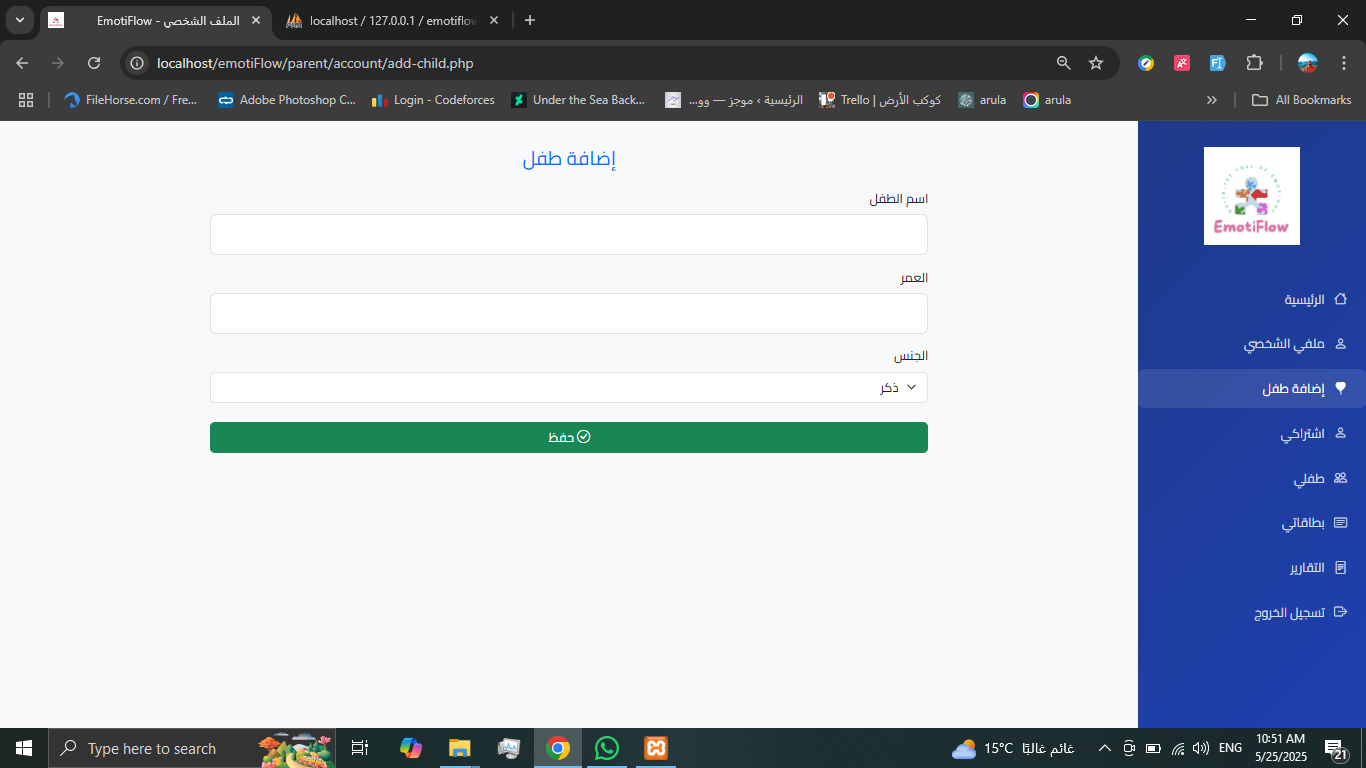 EmotiFlow - الملف الشخصي
localhost / 127.0.0.1 / emotiflow
localhost/emotiFlow/parent/account/add-child.php
FileHorse.com / Fre...
Adobe Photoshop C...
Login - Codeforces
Under the Sea Back...
الرئيسية › موجز — وو...
كوكب الأرض | Trello
arula
arula
All Bookmarks
إضافة طفل
اسم الطفل
العمر
الجنس
ذكر
حفظ
EmotiFlow
الرئيسية
ملفي الشخصي
إضافة طفل
اشتراكي
طفلي
بطاقاتي
التقارير
تسجيل الخروج
Type here to search
15°C غائم غالبًا
ENG
10:51 AM
5/25/2025
21